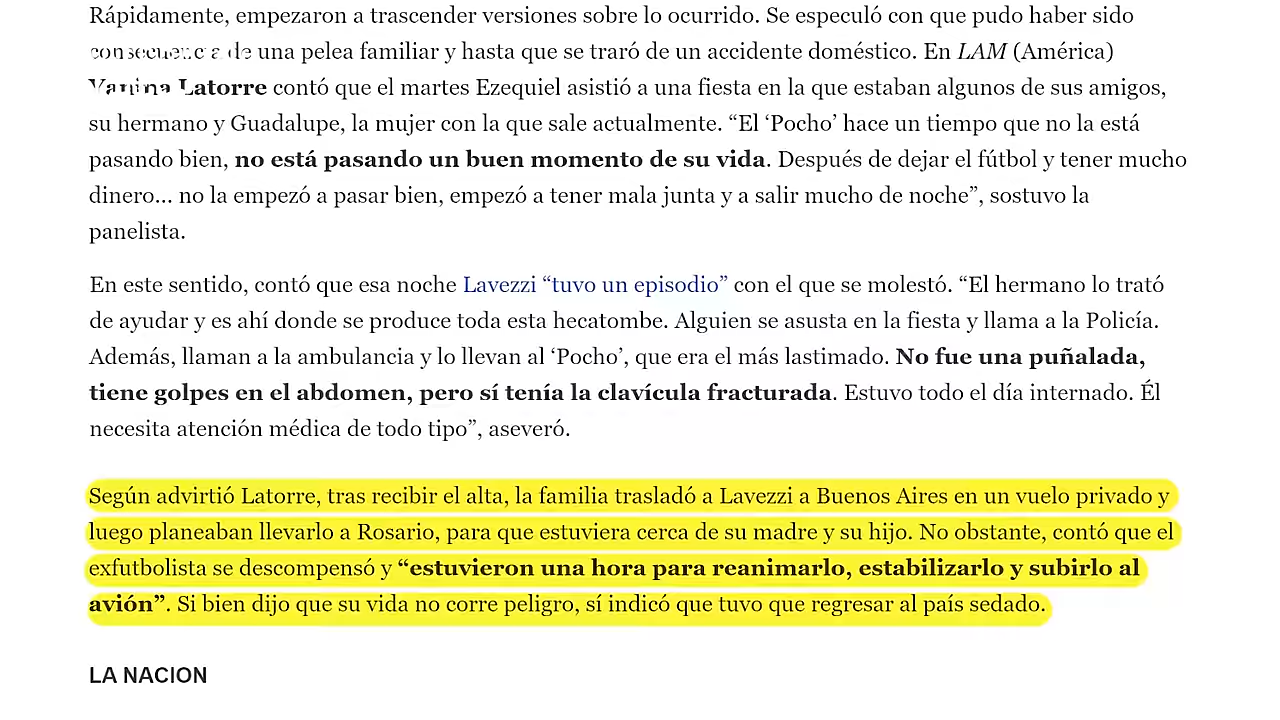 Rápidamente, empezaron a trascender versiones sobre lo ocurrido. Se especuló con que pudo haber sido
consecuencia de una pelea familiar y hasta que se traró de un accidente doméstico. En LAM (América)
Yanina Latorre contó que el martes Ezequiel asistió a una fiesta en la que estaban algunos de sus amigos,
su hermano y Guadalupe, la mujer con la que sale actualmente. “El ‘Pocho’ hace un tiempo que no la está
pasando bien, no está pasando un buen momento de su vida. Después de dejar el fútbol y tener mucho
dinero... no la empezó a pasar bien, empezó a tener mala junta y a salir mucho de noche”, sostuvo la
panelista.
En este sentido, contó que esa noche Lavezzi “tuvo un episodio” con el que se molestó. “El hermano lo trató
de ayudar y es ahí donde se produce toda esta hecatombe. Alguien se asusta en la fiesta y llama a la Policía.
Además, llaman a la ambulancia y lo llevan al ‘Pocho’, que era el más lastimado. No fue una puñalada,
tiene golpes en el abdomen, pero sí tenía la clavícula fracturada. Estuvo todo el día internado. Él
necesita atención médica de todo tipo”, aseveró.
Según advirtió Latorre, tras recibir el alta, la familia trasladó a Lavezzi a Buenos Aires en un vuelo privado y
luego planeaban llevarlo a Rosario, para que estuviera cerca de su madre y su hijo. No obstante, contó que el
exfutbolista se descompensó y “estuvieron una hora para reanimarlo, estabilizarlo y subirlo al
avión”. Si bien dijo que su vida no corre peligro, sí indicó que tuvo que regresar al país sedado.
LA NACION